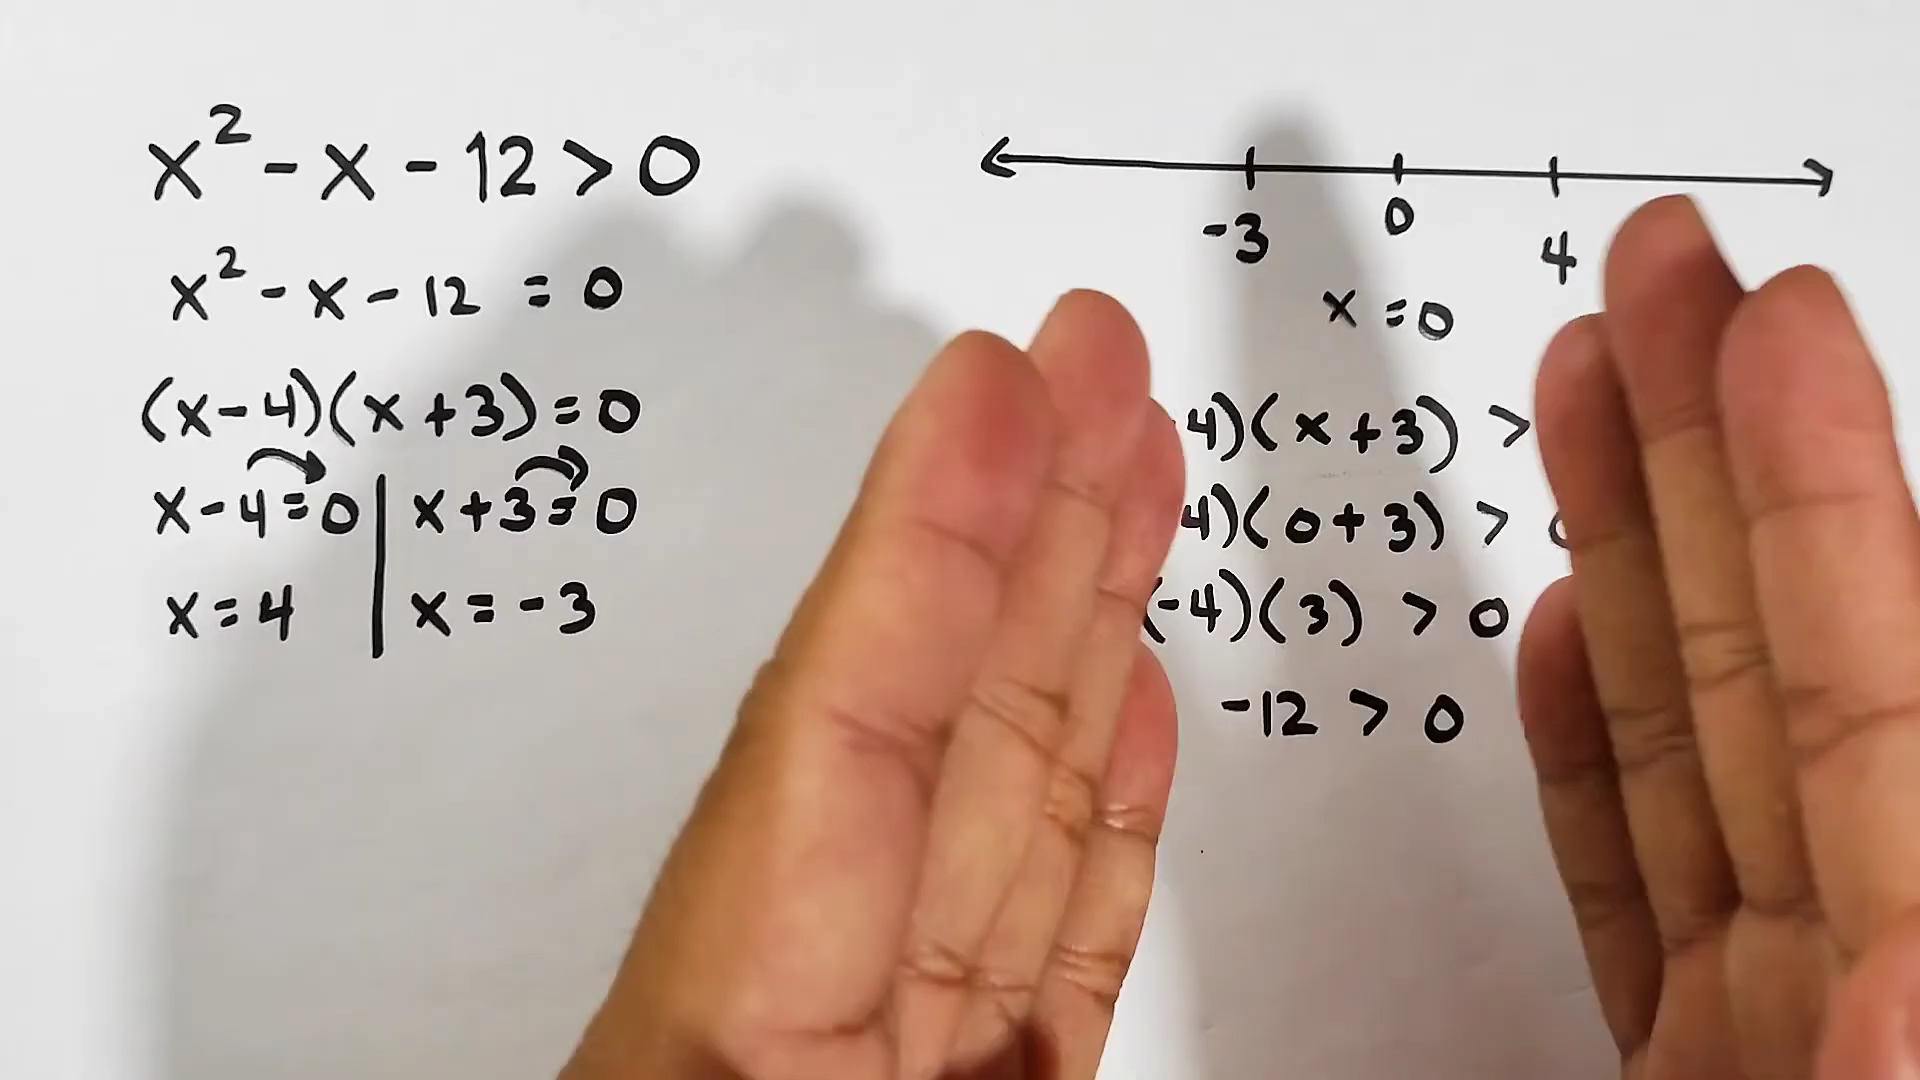 x² - x - 12 > 0
x² - x - 12 = 0
(x - 4)(x + 3) = 0
x - 4 = 0 | x + 3 = 0
x = 4 | x = -3
-3 0 4
x = 0
4)(x + 3) >
4)(0 + 3) > 0
(-4)(3) > 0
-12 > 0